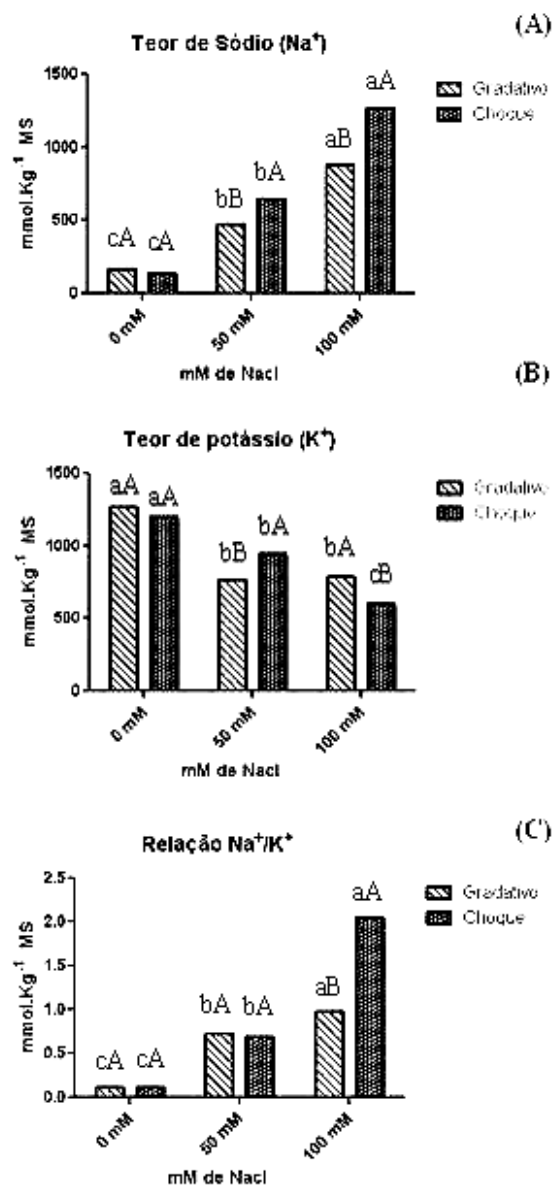 (A)
Teor de Sódio (Na⁺)
Gradativo
Choque
mmol.Kg⁻¹ MS
1500
1000
500
0
cA cA bB bA aB aA
0 mM 50 mM 100 mM
mM de Nacl
(B)
Teor de potássio (K⁺)
Gradativo
Choque
mmol.Kg⁻¹ MS
1500
1000
500
0
aA aA bB bA bA cB
0 mM 50 mM 100 mM
mM de Nacl
(C)
Relação Na⁺/K⁺
Gradativo
Choque
mmol.Kg⁻¹ MS
2.5
2.0
1.5
1.0
0.5
0.0
cA cA bA bA aB aA
0 mM 50 mM 100 mM
mM de Nacl